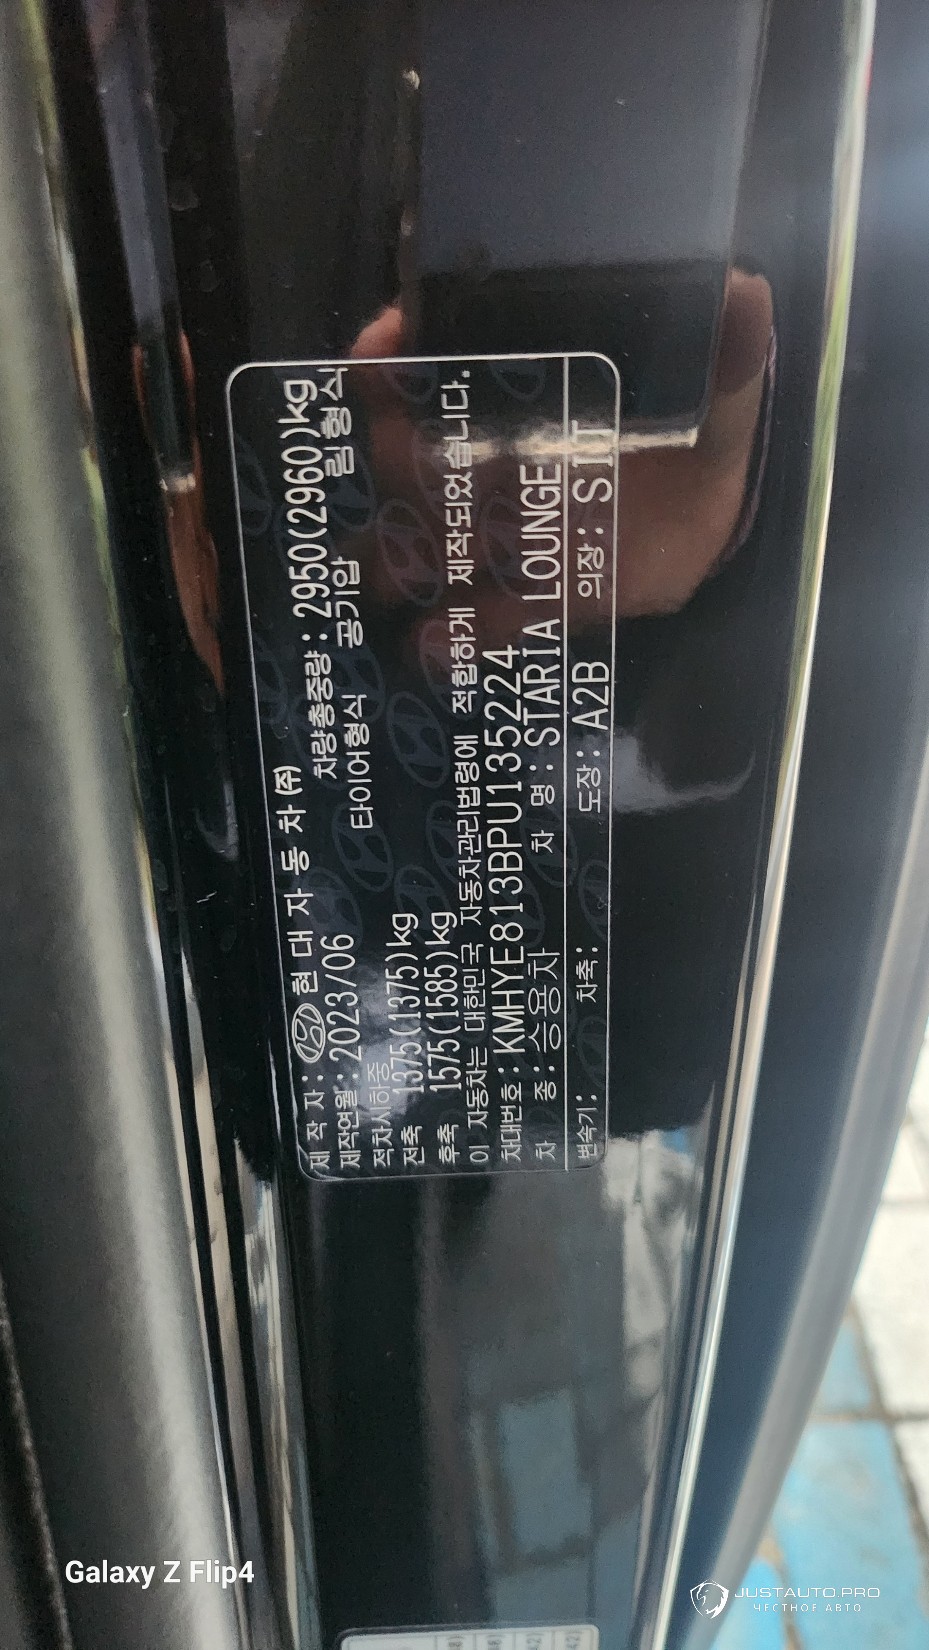 제 작 자 : 현 대 자 동 차 (주)
제작연월 : 2023/06 차량총중량 : 2950(2960)kg
적차시하중 타이어형식 공기압 림형식
전축 1375(1375)kg
후축 1575(1585)kg
이 자동차는 대한민국 자동차관리법령에 적합하게 제작되었습니다.
차대번호 : KMHYE813BPU135224
차 종 : 승용차 차 명 : STARIA LOUNGE
변속기 : 차축 : 도장 : A2B 의장 : SIT
Galaxy Z Flip4
JUSTAUTO.PRO
ЧЕСТНОЕ АВТО